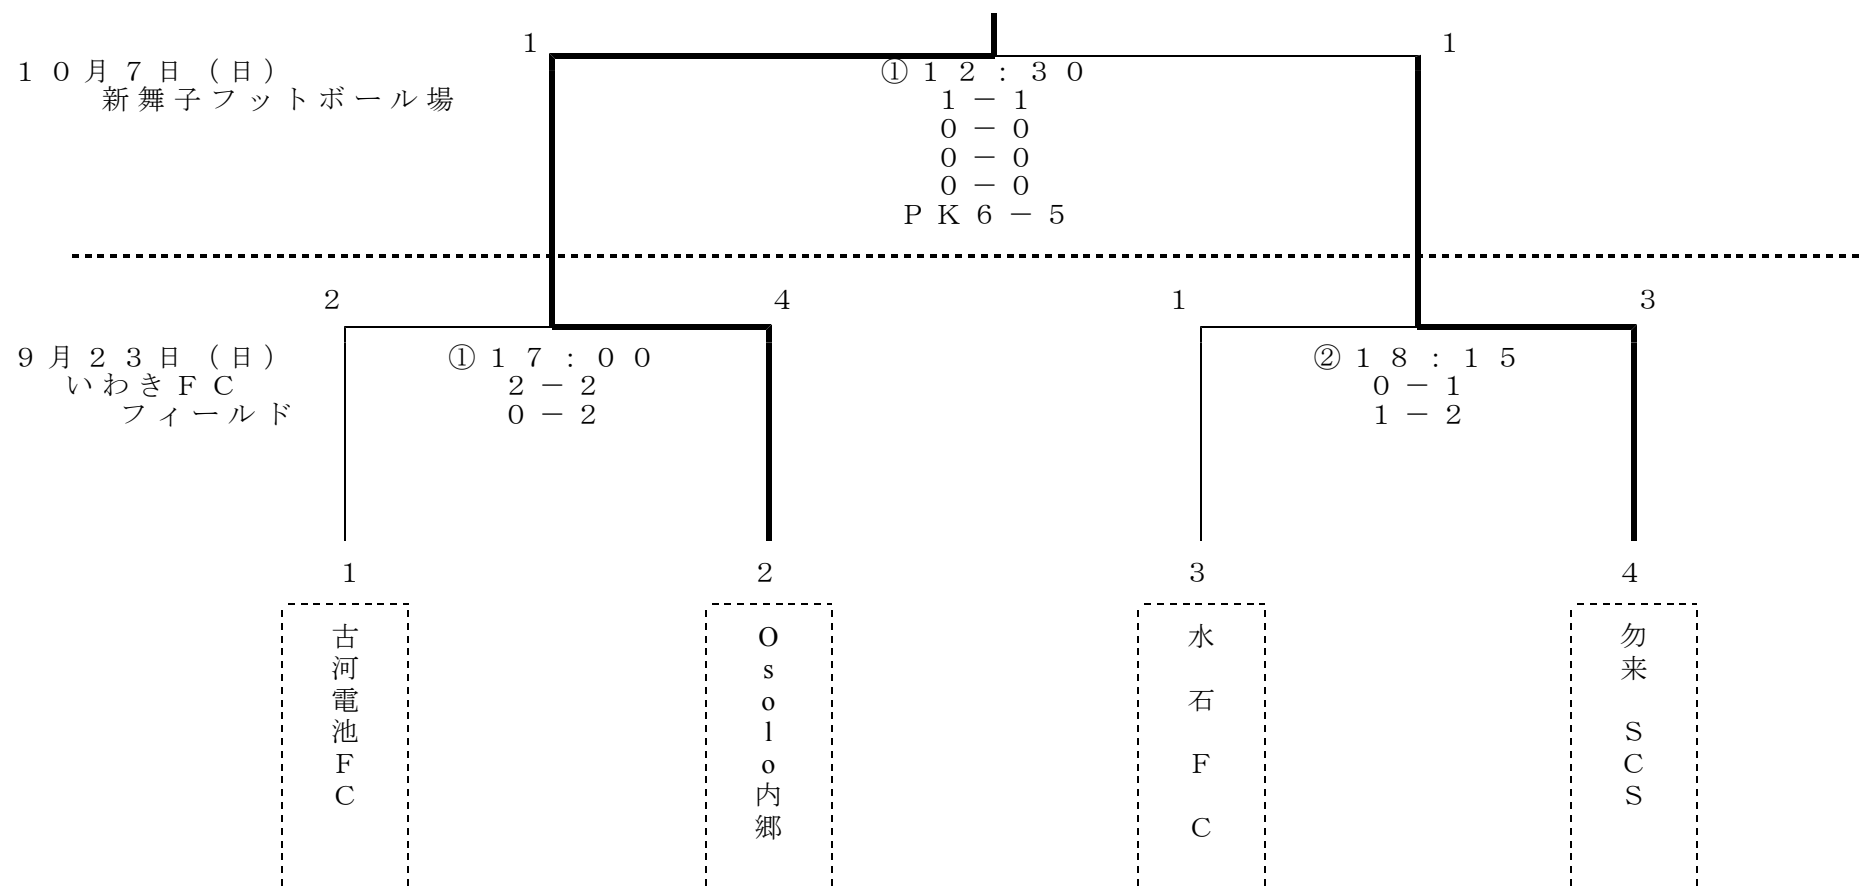 1 1
10月7日(日) ①12:30
新舞子フットボール場 1－1
0－0
0－0
0－0
PK6－5
2 4 1 3
9月23日(日) ①17:00 ②18:15
いわきFC 2－2 0－1
フィールド 0－2 1－2
1 2 3 4
古河電池FC
Osolo内郷
水石FC
勿来 SCS